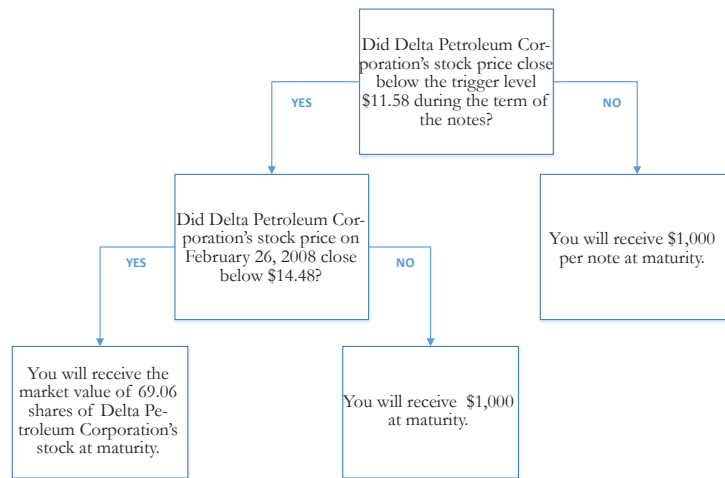 Did Delta Petroleum Cor-
poration's stock price close
below the trigger level
$11.58 during the term of
the notes?
YES
NO
Did Delta Petroleum Cor-
poration's stock price on
February 26, 2008 close
below $14.48?
You will receive $1,000
per note at maturity.
YES
NO
You will receive the
market value of 69.06
shares of Delta Pe-
troleum Corporation's
stock at maturity.
You will receive $1,000
at maturity.